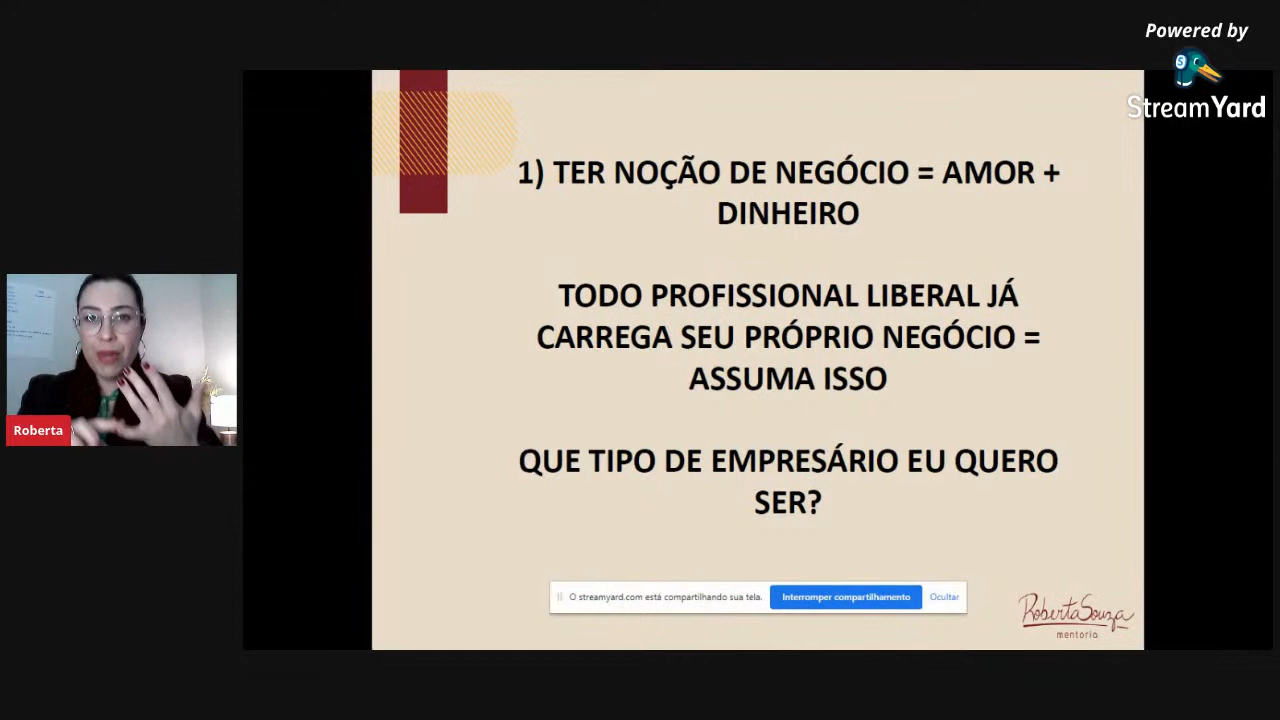 Powered by
StreamYard
1) TER NOÇÃO DE NEGÓCIO = AMOR +
DINHEIRO
TODO PROFISSIONAL LIBERAL JÁ
CARREGA SEU PRÓPRIO NEGÓCIO =
ASSUMA ISSO
QUE TIPO DE EMPRESÁRIO EU QUERO
SER?
Roberta
O streamyard.com está compartilhando sua tela. Interromper compartilhamento Ocultar
Roberta Souza
mentoria